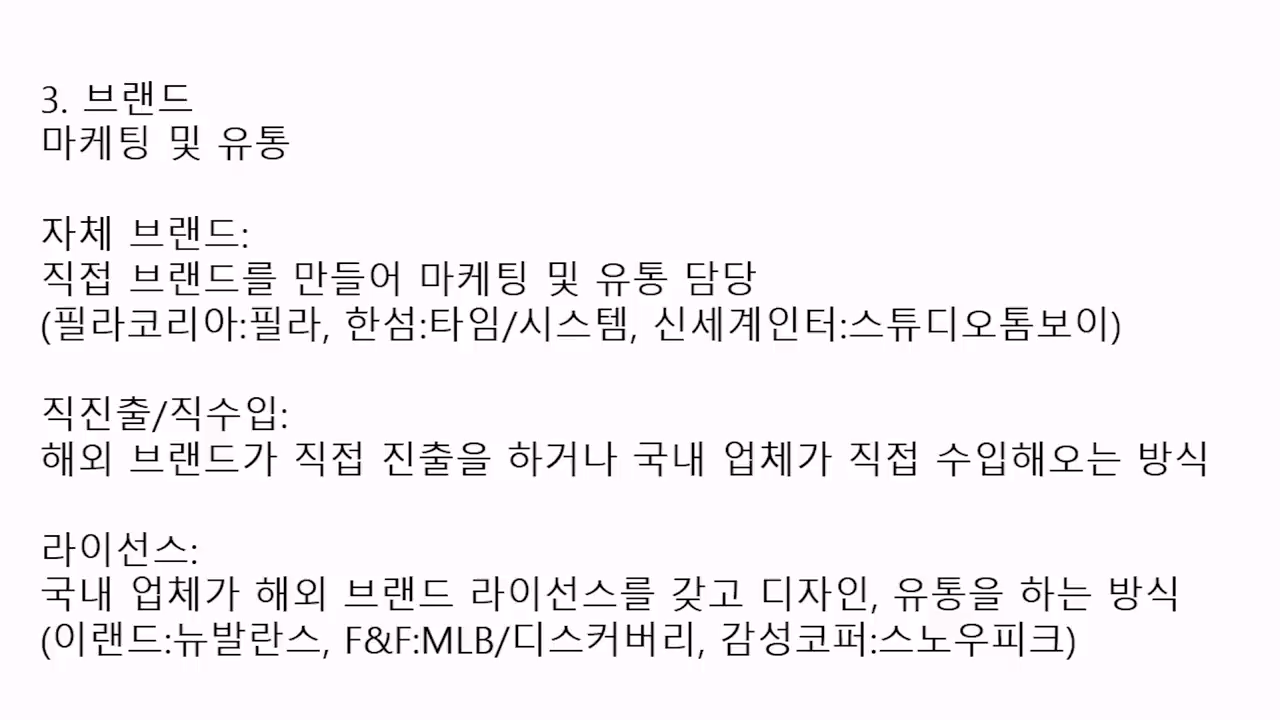 3. 브랜드
마케팅 및 유통
자체 브랜드:
직접 브랜드를 만들어 마케팅 및 유통 담당
(필라코리아:필라, 한섬:타임/시스템, 신세계인터:스튜디오톰보이)
직진출/직수입:
해외 브랜드가 직접 진출을 하거나 국내 업체가 직접 수입해오는 방식
라이선스:
국내 업체가 해외 브랜드 라이선스를 갖고 디자인, 유통을 하는 방식
(이랜드:뉴발란스, F&F:MLB/디스커버리, 감성코퍼:스노우피크)